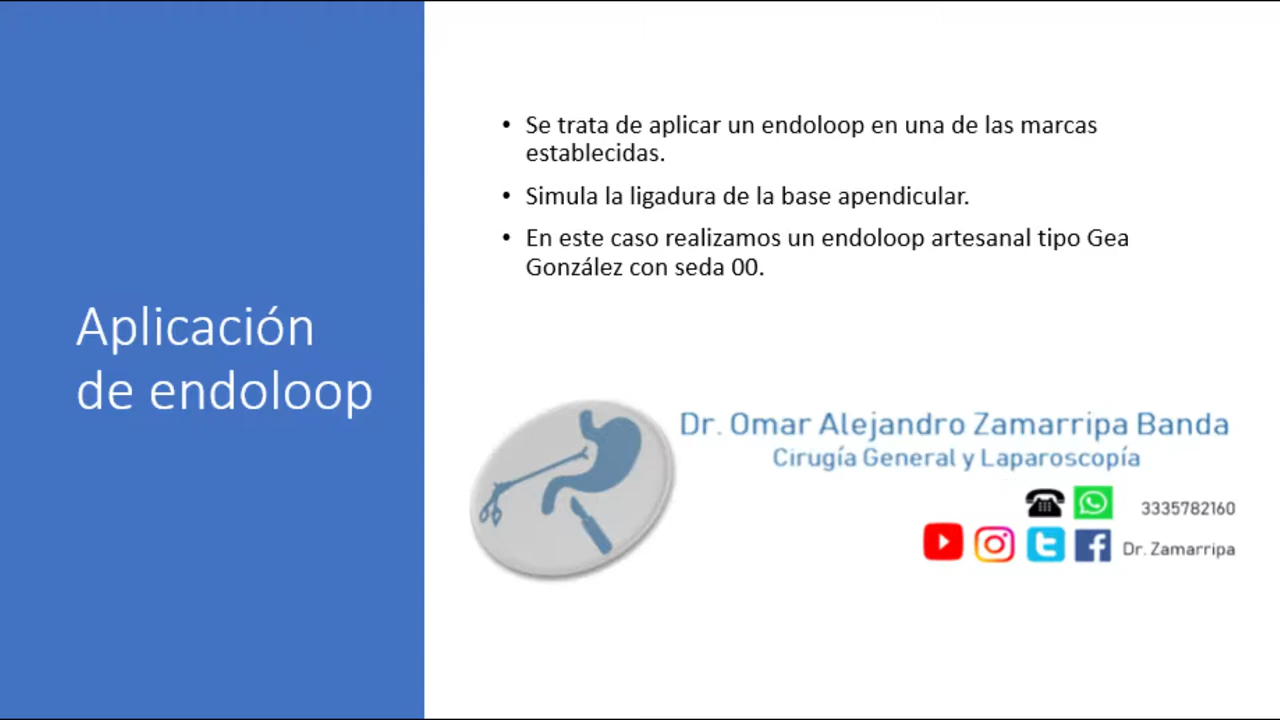 Aplicación
de endoloop
• Se trata de aplicar un endoloop en una de las marcas
establecidas.
• Simula la ligadura de la base apendicular.
• En este caso realizamos un endoloop artesanal tipo Gea
González con seda 00.
Dr. Omar Alejandro Zamarripa Banda
Cirugía General y Laparoscopía
3335782160
Dr. Zamarripa